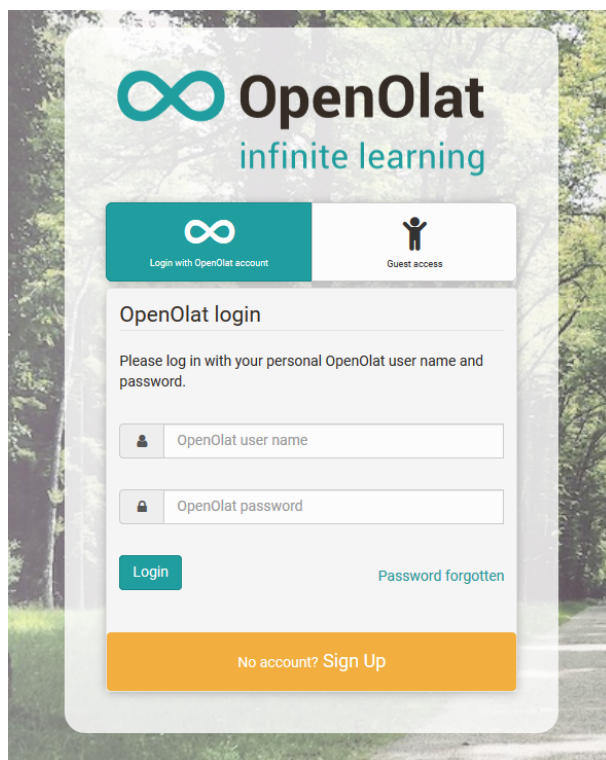 OpenOlat
infinite learning
Login with OpenOlat account
Guest access
OpenOlat login
Please log in with your personal OpenOlat user name and
password.
OpenOlat user name
OpenOlat password
Login
Password forgotten
No account? Sign Up